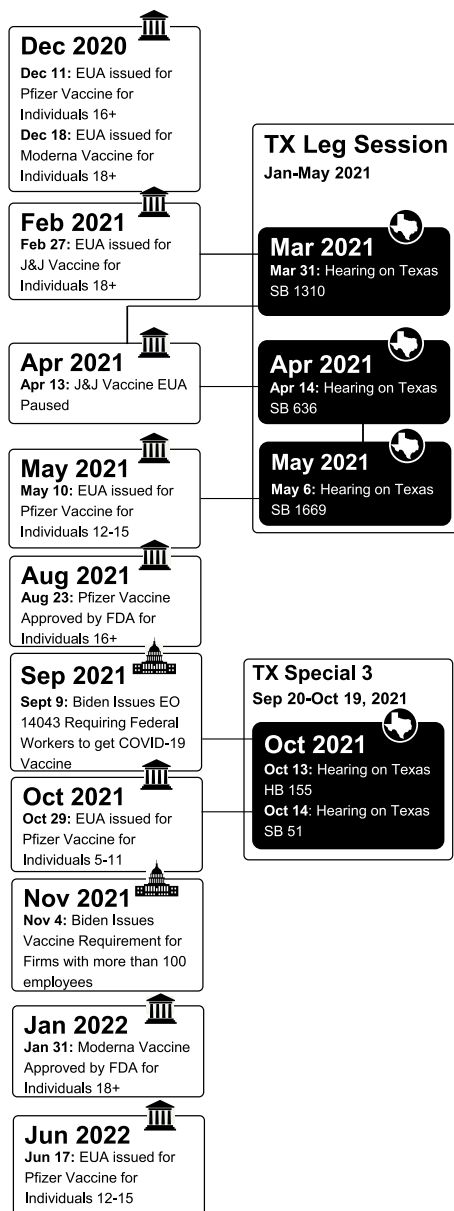 Dec 2020
Dec 11: EUA issued for
Pfizer Vaccine for
Individuals 16+
Dec 18: EUA issued for
Moderna Vaccine for
Individuals 18+
Feb 2021
Feb 27: EUA issued for
J&J Vaccine for
Individuals 18+
Apr 2021
Apr 13: J&J Vaccine EUA
Paused
May 2021
May 10: EUA issued for
Pfizer Vaccine for
Individuals 12-15
Aug 2021
Aug 23: Pfizer Vaccine
Approved by FDA for
Individuals 16+
Sep 2021
Sept 9: Biden Issues EO
14043 Requiring Federal
Workers to get COVID-19
Vaccine
Oct 2021
Oct 29: EUA issued for
Pfizer Vaccine for
Individuals 5-11
Nov 2021
Nov 4: Biden Issues
Vaccine Requirement for
Firms with more than 100
employees
Jan 2022
Jan 31: Moderna Vaccine
Approved by FDA for
Individuals 18+
Jun 2022
Jun 17: EUA issued for
Pfizer Vaccine for
Individuals 12-15
TX Leg Session
Jan-May 2021
Mar 2021
Mar 31: Hearing on Texas
SB 1310
Apr 2021
Apr 14: Hearing on Texas
SB 636
May 2021
May 6: Hearing on Texas
SB 1669
TX Special 3
Sep 20-Oct 19, 2021
Oct 2021
Oct 13: Hearing on Texas
HB 155
Oct 14: Hearing on Texas
SB 51